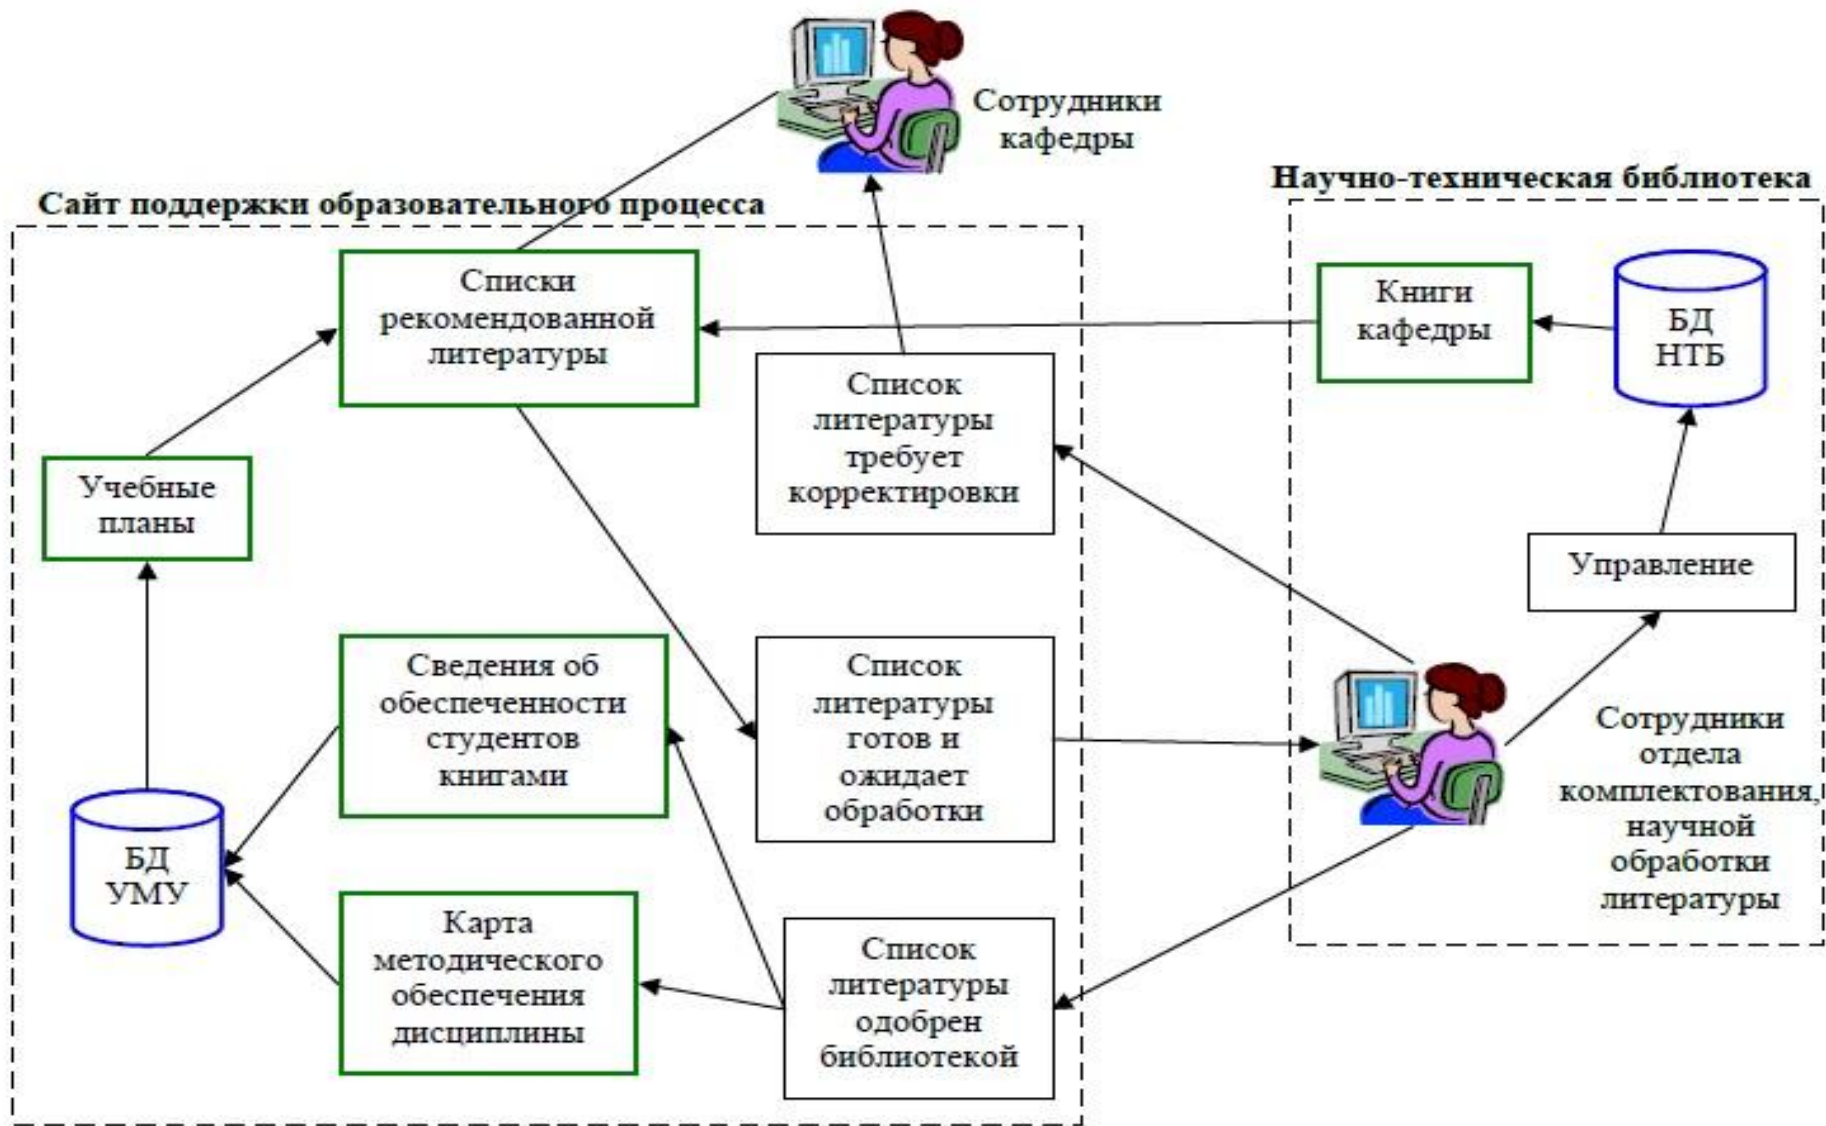 Сотрудники
кафедры
Сайт поддержки образовательного процесса
Научно-техническая библиотека
Списки
рекомендованной
литературы
Книги
кафедры
БД
НТБ
Список
литературы
требует
корректировки
Учебные
планы
Управление
Сведения об
обеспеченности
студентов
книгами
Список
литературы
готов и
ожидает
обработки
Сотрудники
отдела
комплектования,
научной
обработки
литературы
БД
УМУ
Карта
методического
обеспечения
дисциплины
Список
литературы
одобрен
библиотекой